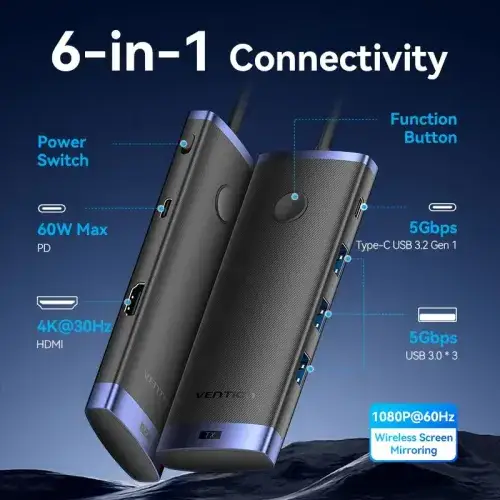 6-in-1 Connectivity
Function
Button
Power
Switch
60W Max
PD
5Gbps
Type-C USB 3.2 Gen 1
4K@30Hz
HDMI
5Gbps
USB 3.0 * 3
VENTION
1080P@60Hz
Wireless Screen
Mirroring